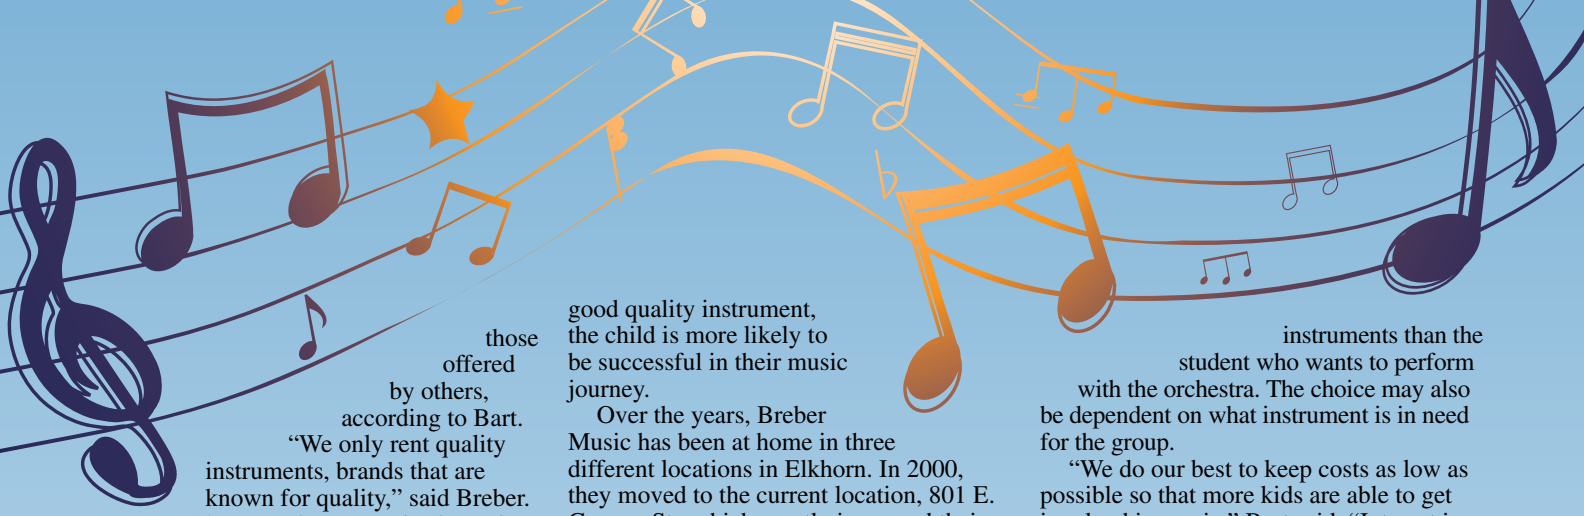 those
offered
by others,
according to Bart.
“We only rent quality
instruments, brands that are
known for quality,” said Breber.
good quality instrument,
the child is more likely to
be successful in their music
journey.
Over the years, Breber
Music has been at home in three
different locations in Elkhorn. In 2000,
they moved to the current location, 801 E.
instruments than the
student who wants to perform
with the orchestra. The choice may also
be dependent on what instrument is in need
for the group.
“We do our best to keep costs as low as
possible so that more kids are able to get